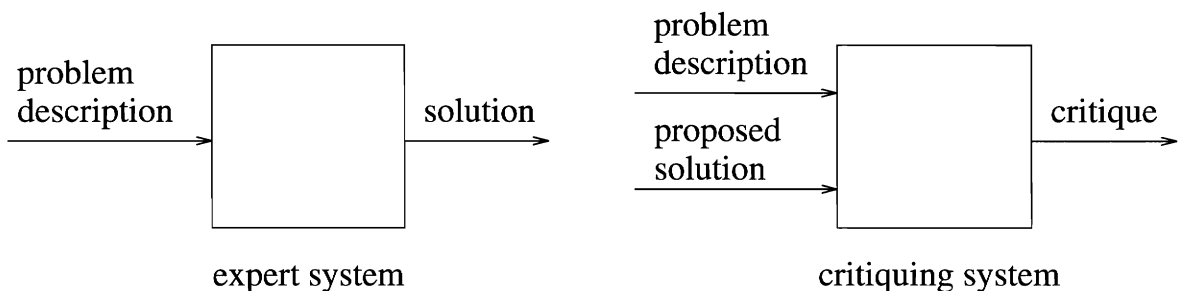 problem
description
solution
expert system
problem
description
proposed
solution
critique
critiquing system